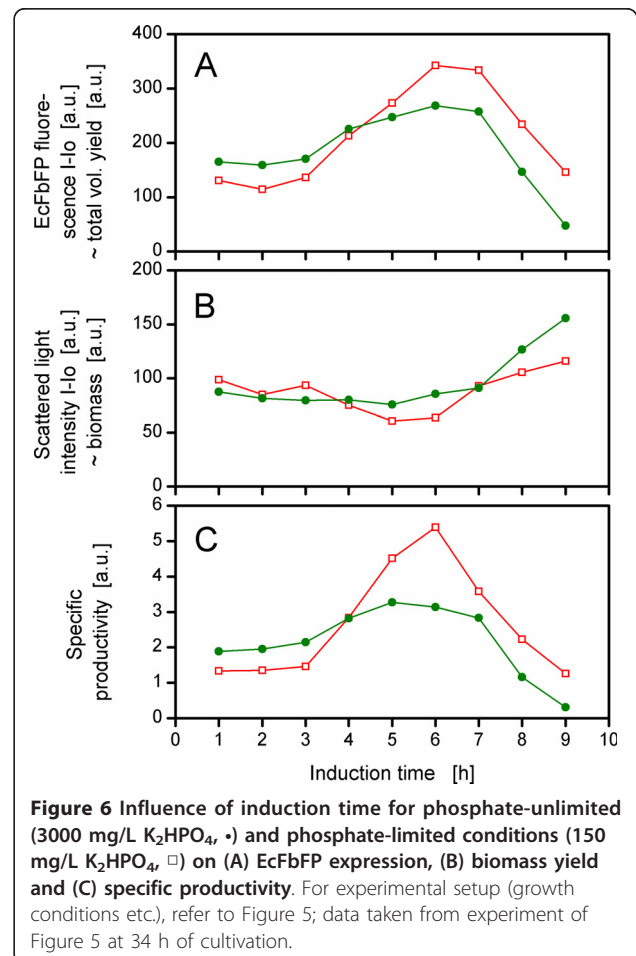 400
300
200
100
0
EcFbFP fluore-
scence I-Io [a.u.]
~ total vol. yield [a.u.]
A
200
150
100
50
0
Scattered light
intensity I-Io [a.u.]
~ biomass [a.u.]
B
6
5
4
3
2
1
0
Specific
productivity [a.u.]
C
0 1 2 3 4 5 6 7 8 9 10
Induction time [h]
Figure 6 Influence of induction time for phosphate-unlimited
(3000 mg/L K₂HPO₄, •) and phosphate-limited conditions (150
mg/L K₂HPO₄, □) on (A) EcFbFP expression, (B) biomass yield
and (C) specific productivity. For experimental setup (growth
conditions etc.), refer to Figure 5; data taken from experiment of
Figure 5 at 34 h of cultivation.